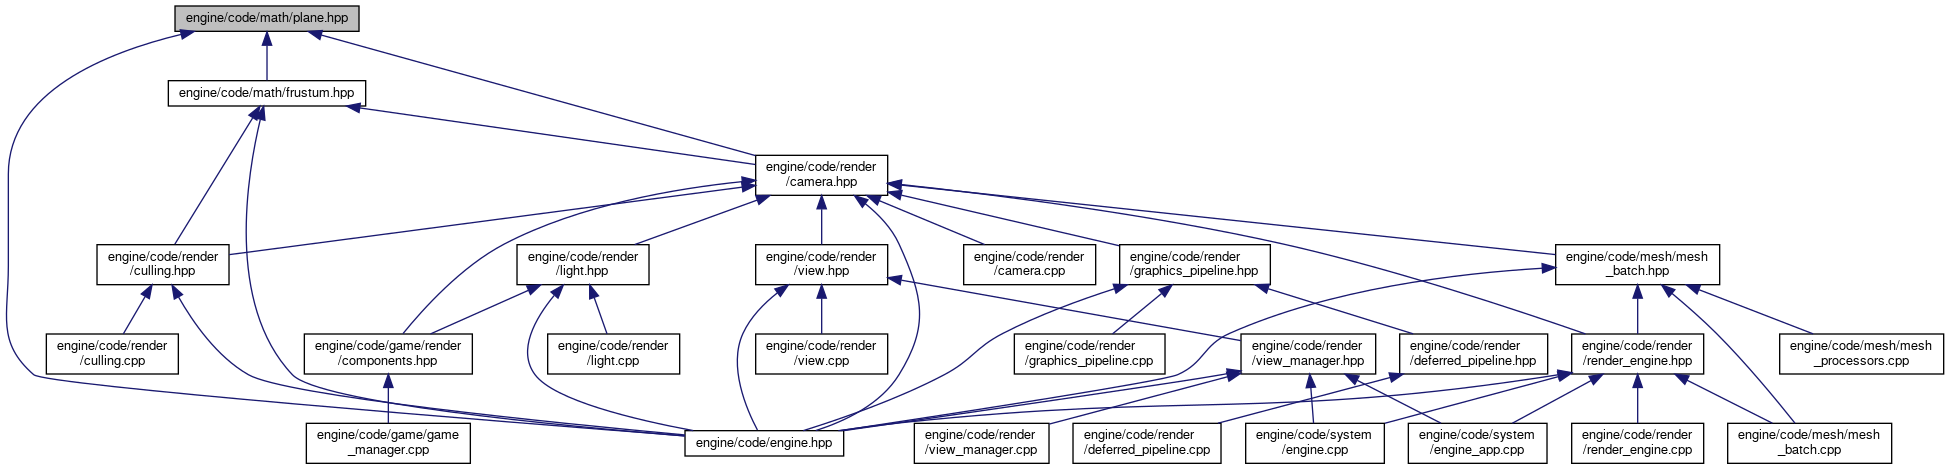 engine/code/math/plane.hpp
engine/code/math/frustum.hpp
engine/code/render
/camera.hpp
engine/code/render
/culling.hpp
engine/code/render
/light.hpp
engine/code/render
/view.hpp
engine/code/render
/camera.cpp
engine/code/render
/graphics_pipeline.hpp
engine/code/mesh/mesh
_batch.hpp
engine/code/render
/culling.cpp
engine/code/game/render
/components.hpp
engine/code/render
/light.cpp
engine/code/render
/view.cpp
engine/code/render
/graphics_pipeline.cpp
engine/code/render
/view_manager.hpp
engine/code/render
/deferred_pipeline.hpp
engine/code/render
/render_engine.hpp
engine/code/mesh/mesh
_processors.cpp
engine/code/game/game
_manager.cpp
engine/code/engine.hpp
engine/code/render
/view_manager.cpp
engine/code/render
/deferred_pipeline.cpp
engine/code/system
/engine.cpp
engine/code/system
/engine_app.cpp
engine/code/render
/render_engine.cpp
engine/code/mesh/mesh
_batch.cpp